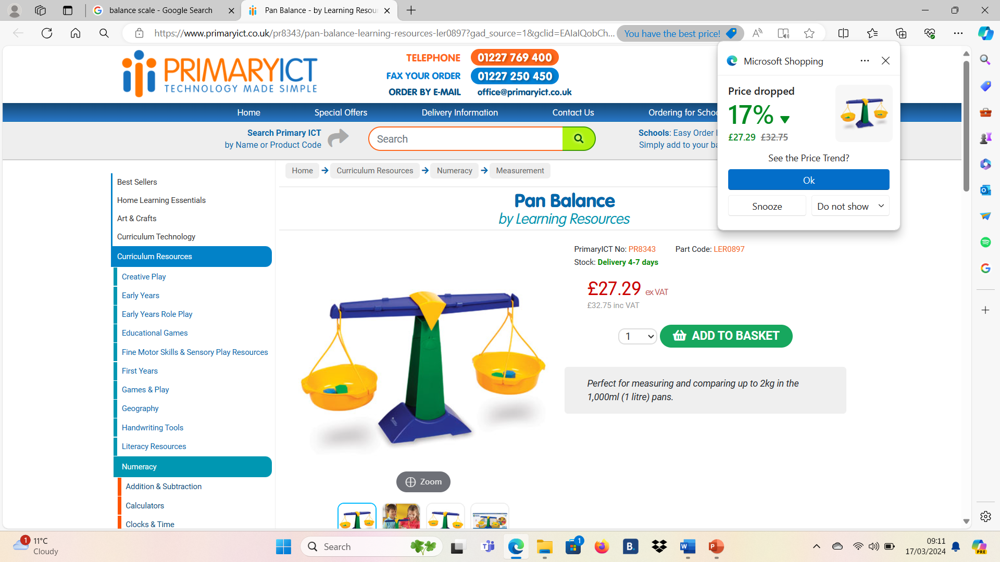 balance scale - Google Search
Pan Balance - by Learning Resou
https://www.primaryict.co.uk/pr8343/pan-balance-learning-resources-ler0897?gad_source=1&gclid=EAIaIQobCh...
You have the best price!
PRIMARYICT
TECHNOLOGY MADE SIMPLE
TELEPHONE 01227 769 400
FAX YOUR ORDER 01227 250 450
ORDER BY E-MAIL office@primaryict.co.uk
Home Special Offers Delivery Information Contact Us Ordering for Schoo
Search Primary ICT
by Name or Product Code
Search
Schools: Easy Order
Simply add to your ba
Microsoft Shopping
Price dropped
17%
£27.29 £32.75
See the Price Trend?
Ok
Snooze
Do not show
Home Curriculum Resources Numeracy Measurement
Best Sellers
Home Learning Essentials
Art & Crafts
Curriculum Technology
Curriculum Resources
Creative Play
Early Years
Early Years Role Play
Educational Games
Fine Motor Skills & Sensory Play Resources
First Years
Games & Play
Geography
Handwriting Tools
Literacy Resources
Numeracy
Addition & Subtraction
Calculators
Clocks & Time
Pan Balance
by Learning Resources
PrimaryICT No: PR8343 Part Code: LER0897
Stock: Delivery 4-7 days
£27.29 ex VAT
£32.75 inc VAT
1
ADD TO BASKET
Perfect for measuring and comparing up to 2kg in the
1,000ml (1 litre) pans.
Zoom
1
11°C
Cloudy
Search
1
B.
W
P
09:11
17/03/2024
PRE